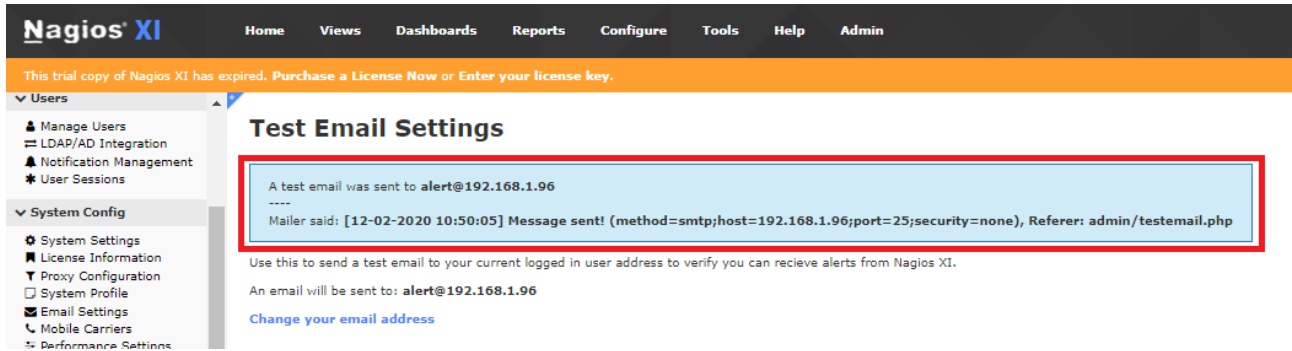 Nagios XI
Home Views Dashboards Reports Configure Tools Help Admin
This trial copy of Nagios XI has expired. Purchase a License Now or Enter your license key.
Users
Manage Users
LDAP/AD Integration
Notification Management
User Sessions
System Config
System Settings
License Information
Proxy Configuration
System Profile
Email Settings
Mobile Carriers
Performance Settings
Test Email Settings
A test email was sent to alert@192.168.1.96
----
Mailer said: [12-02-2020 10:50:05] Message sent! (method=smtp;host=192.168.1.96;port=25;security=none), Referer: admin/testemail.php
Use this to send a test email to your current logged in user address to verify you can recieve alerts from Nagios XI.
An email will be sent to: alert@192.168.1.96
Change your email address